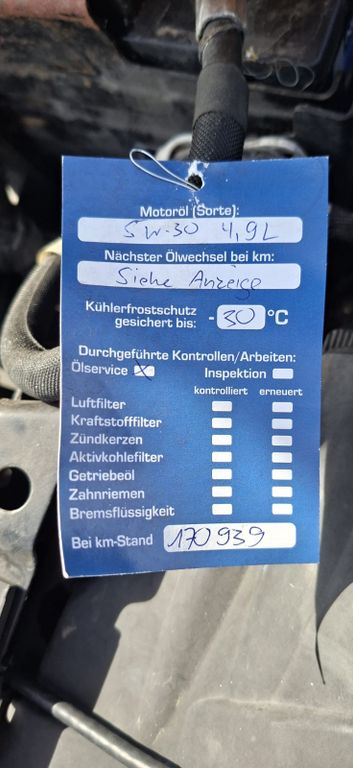 Motoröl (Sorte):
5W-30 4,9L
Nächster Ölwechsel bei km:
Siehe Anzeige
Kühlerfrostschutz
gesichert bis: -30°C
Durchgeführte Kontrollen/Arbeiten:
Ölservice x Inspektion
kontrolliert erneuert
Luftfilter
Kraftstofffilter
Zündkerzen
Aktivkohlefilter
Getriebeöl
Zahnriemen
Bremsflüssigkeit
Bei km-Stand 170939